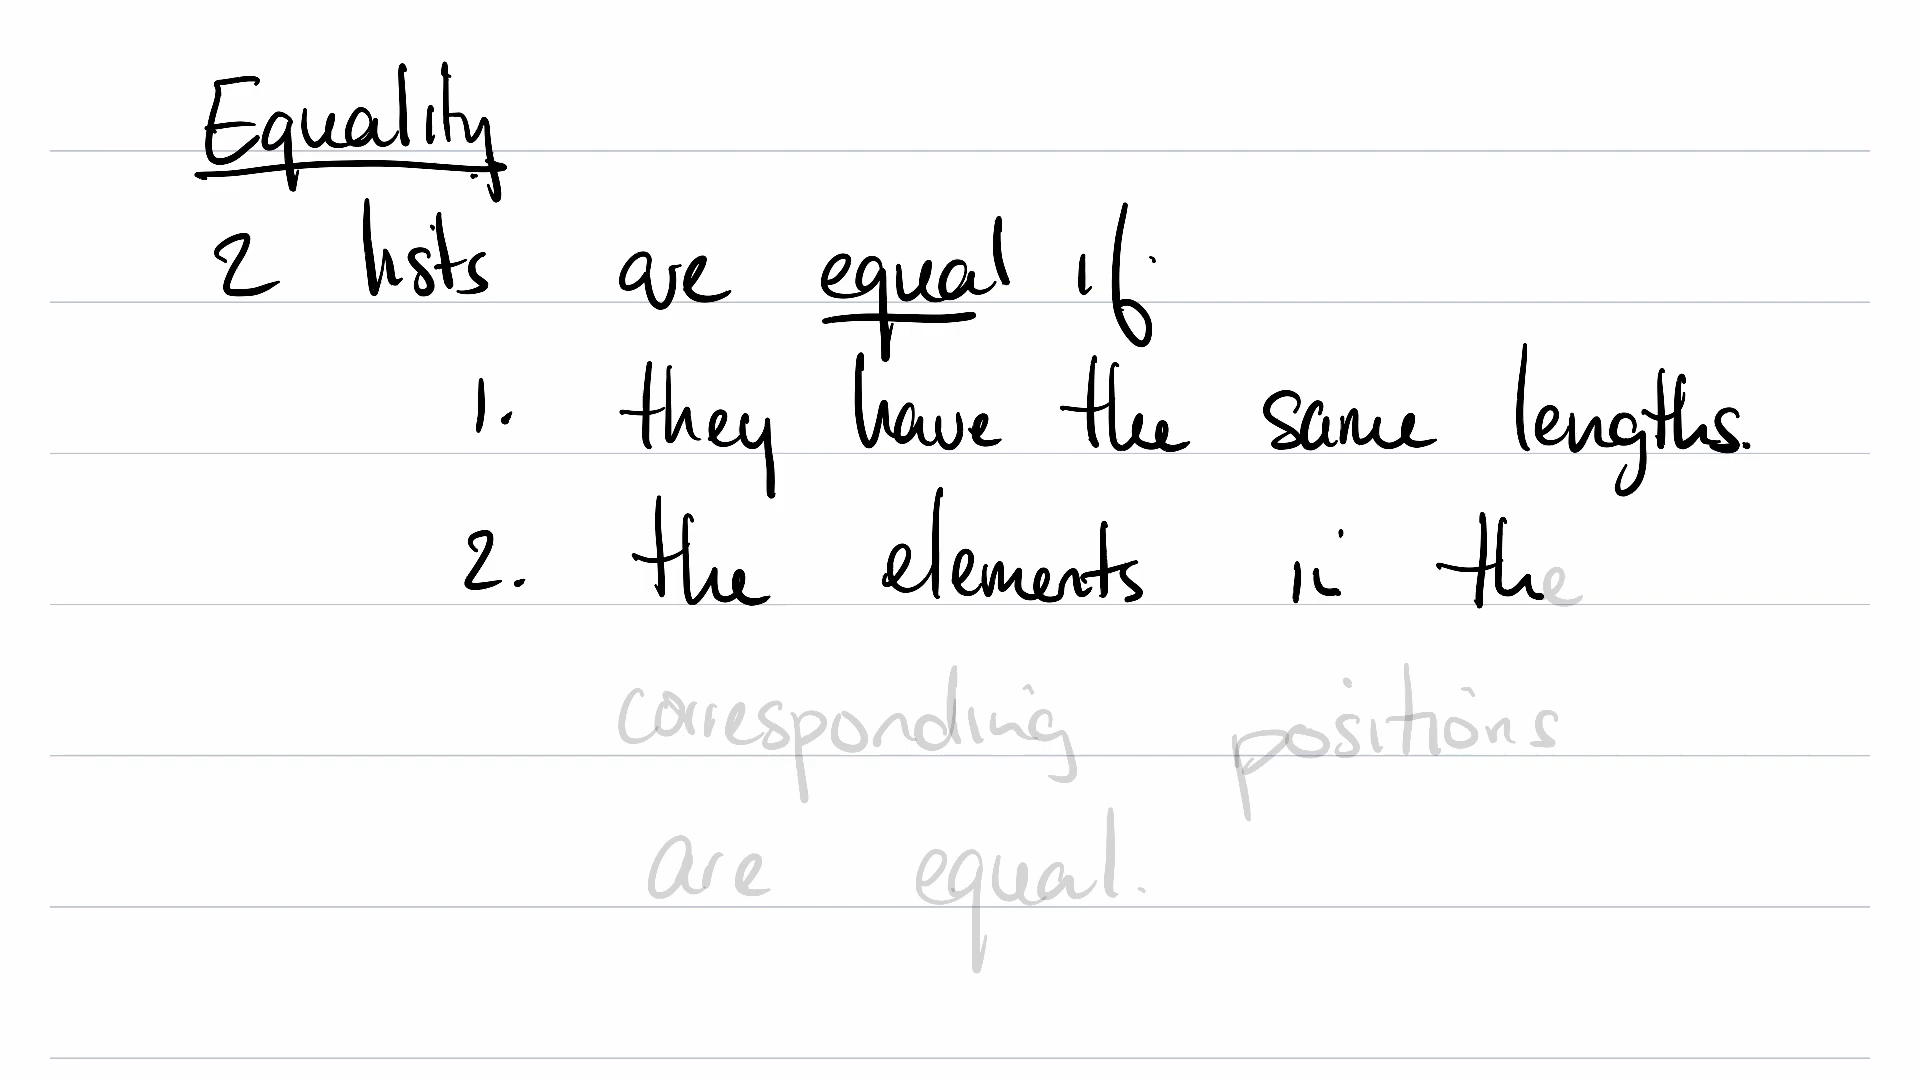 Equality
2 lists are equal if
1. they have the same lengths.
2. the elements in the
corresponding positions
are equal.